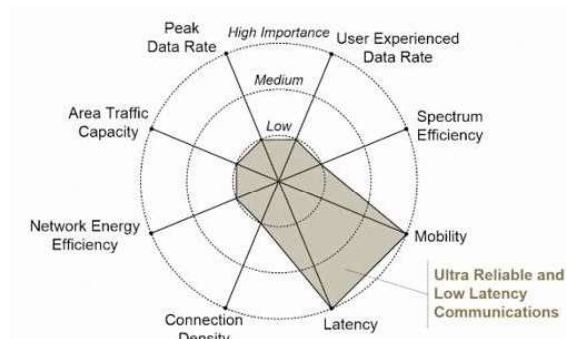 Peak
Data Rate
High Importance
User Experienced
Data Rate
Medium
Area Traffic
Capacity
Low
Spectrum
Efficiency
Network Energy
Efficiency
Mobility
Ultra Reliable and
Low Latency
Communications
Connection
Density
Latency